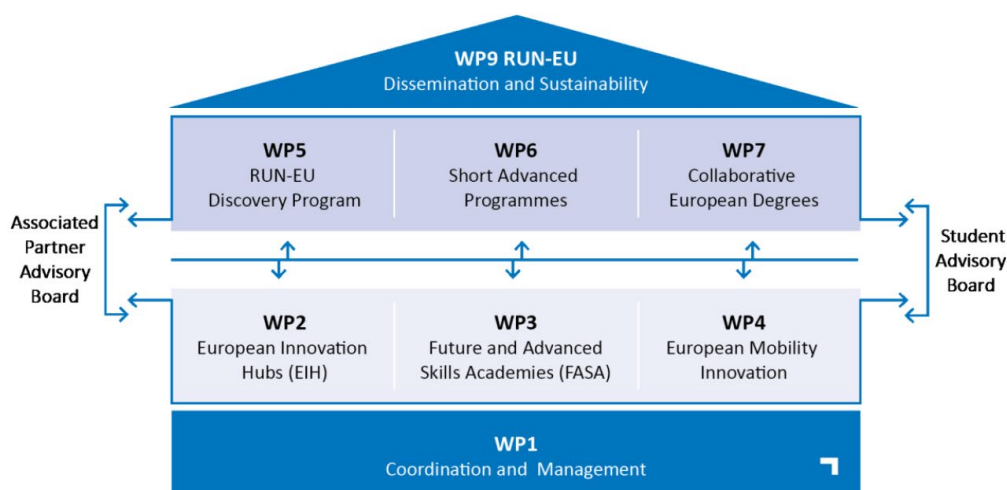 WP9 RUN-EU
Dissemination and Sustainability
WP5
RUN-EU
Discovery Program
WP6
Short Advanced
Programmes
WP7
Collaborative
European Degrees
Associated
Partner
Advisory
Board
Student
Advisory
Board
WP2
European Innovation
Hubs (EIH)
WP3
Future and Advanced
Skills Academies (FASA)
WP4
European Mobility
Innovation
WP1
Coordination and Management